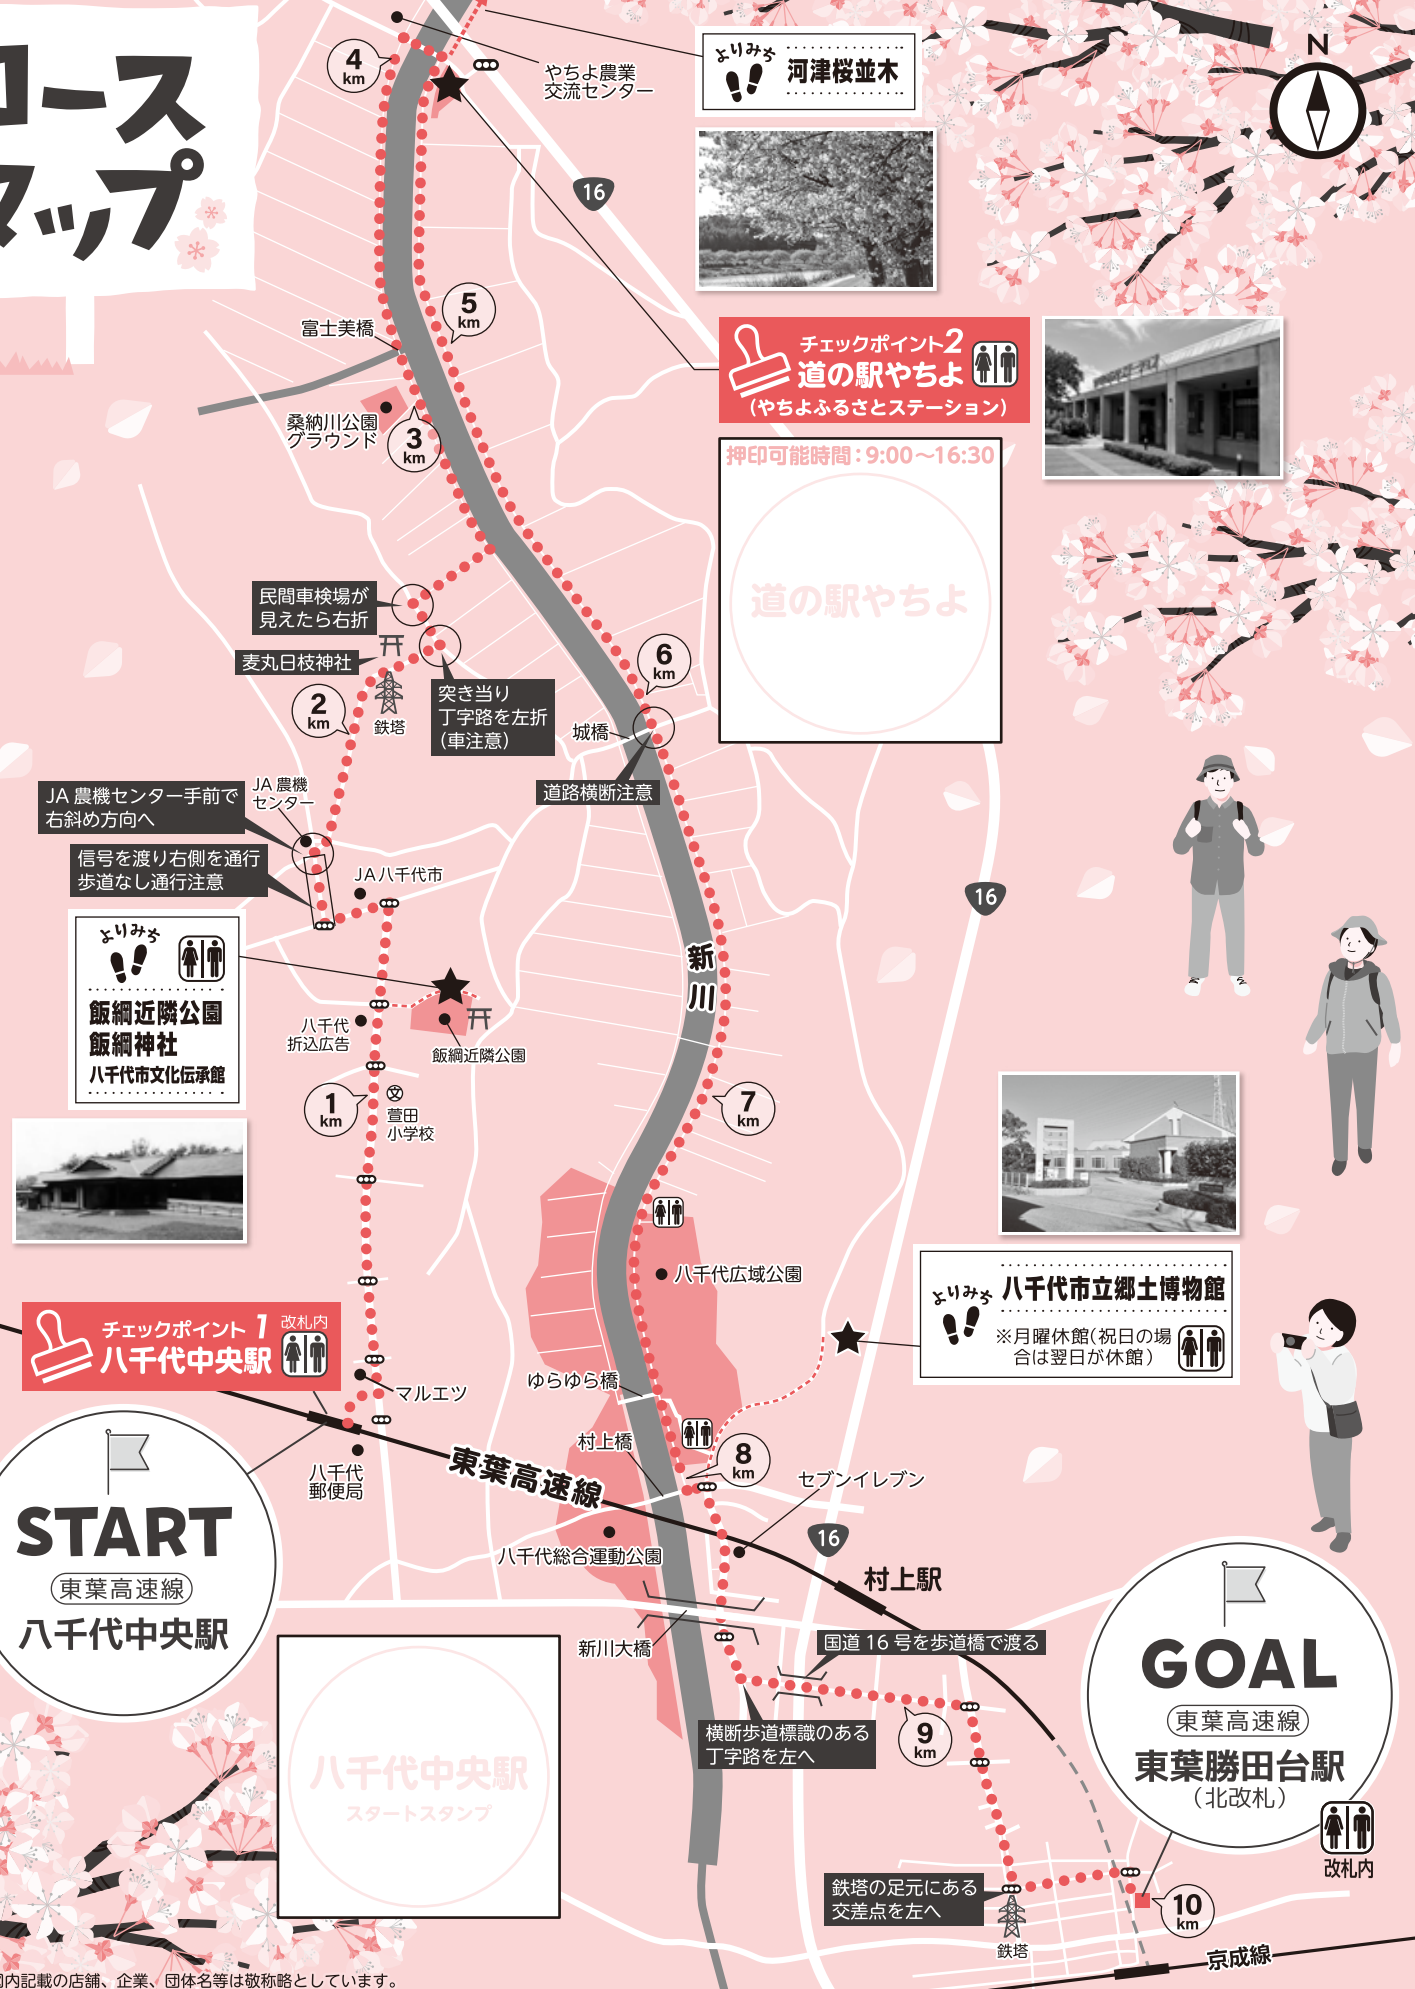 コース
マップ
N
4
km
やちよ農業
交流センター
よりみち
河津桜並木
16
5
km
富士美橋
桑納川公園
グラウンド
3
km
チェックポイント2
道の駅やちよ
(やちよふるさとステーション)
押印可能時間:9:00～16:30
道の駅やちよ
民間車検場が
見えたら右折
麦丸日枝神社
2
km
鉄塔
突き当り
丁字路を左折
(車注意)
6
km
城橋
道路横断注意
JA 農機センター手前で
右斜め方向へ
JA 農機
センター
信号を渡り右側を通行
歩道なし通行注意
JA八千代市
16
よりみち
飯綱近隣公園
飯綱神社
八千代市文化伝承館
新川
八千代
折込広告
飯綱近隣公園
1
km
文
萱田
小学校
7
km
八千代広域公園
よりみち
八千代市立郷土博物館
※月曜休館(祝日の場
合は翌日が休館)
チェックポイント 1
改札内
八千代中央駅
マルエツ
ゆらゆら橋
村上橋
8
km
セブンイレブン
八千代
郵便局
東葉高速線
START
東葉高速線
八千代中央駅
八千代総合運動公園
16
村上駅
新川大橋
国道 16 号を歩道橋で渡る
GOAL
東葉高速線
東葉勝田台駅
(北改札)
改札内
横断歩道標識のある
丁字路を左へ
9
km
八千代中央駅
スタートスタンプ
鉄塔の足元にある
交差点を左へ
鉄塔
10
km
京成線
内記載の店舗、企業、団体名等は敬称略としています。